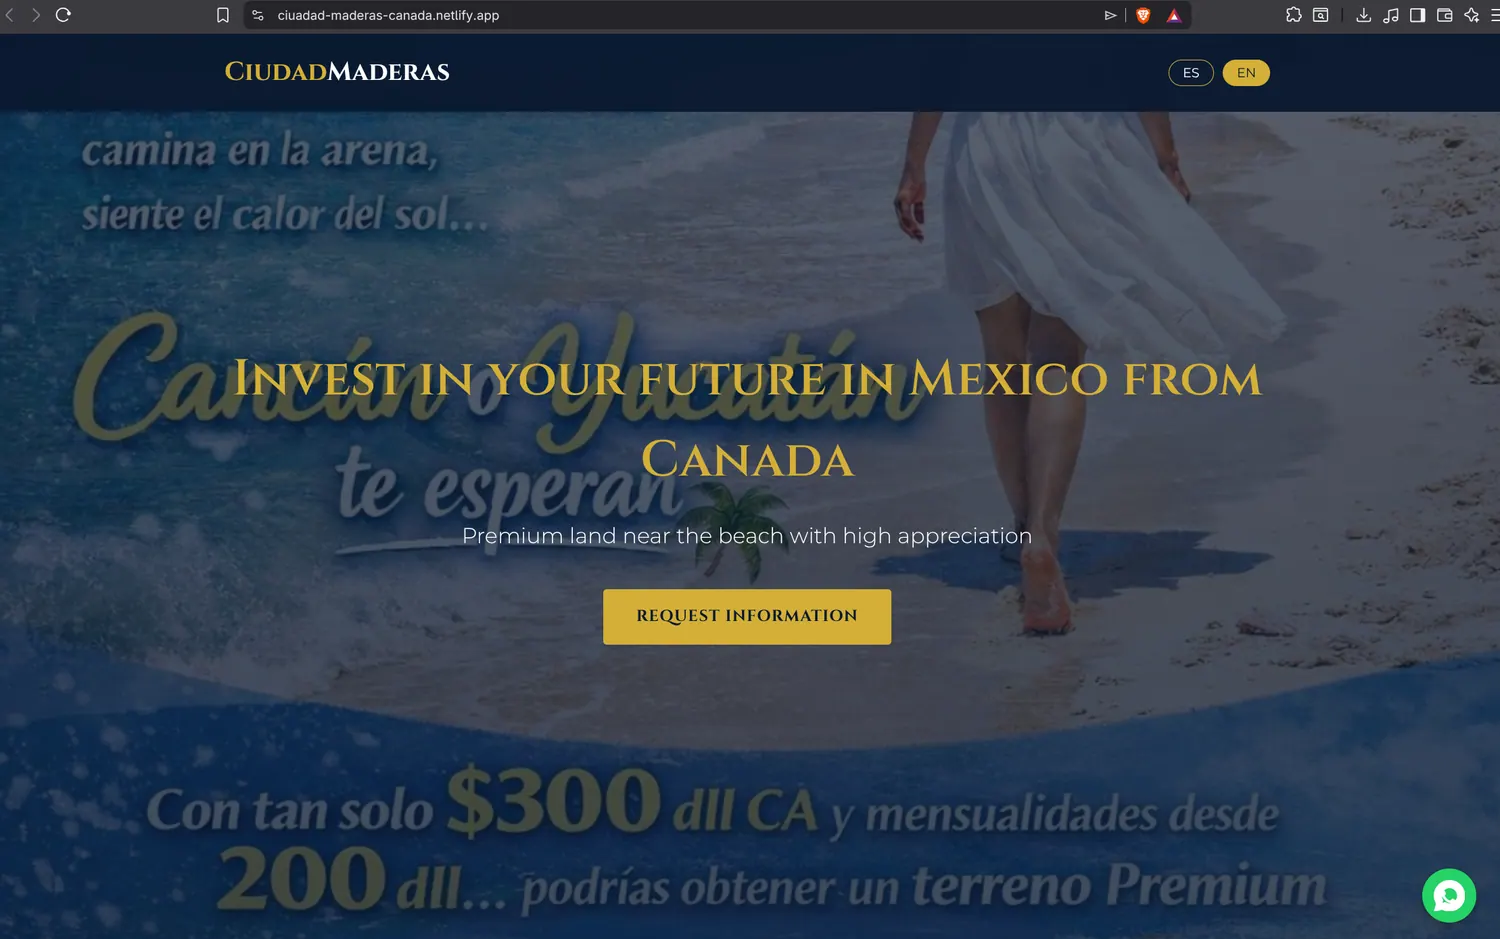 ciuadad-maderas-canada.netlify.app
CIUDADMADERAS
ES
EN
camina en la arena,
siente el calor del sol...
Cancún o Yucatán
te esperan
INVEST IN YOUR FUTURE IN MEXICO FROM
CANADA
Premium land near the beach with high appreciation
REQUEST INFORMATION
Con tan solo $300 dll CA y mensualidades desde
200 dll... podrías obtener un terreno Premium